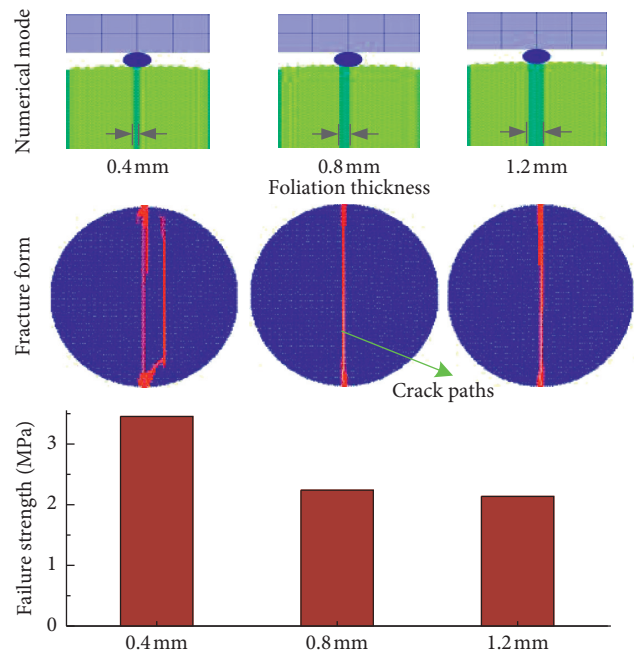 Numerical mode
0.4 mm
0.8 mm
1.2 mm
Foliation thickness
Fracture form
Crack paths
Failure strength (MPa)
3
2
1
0
0.4 mm
0.8 mm
1.2 mm